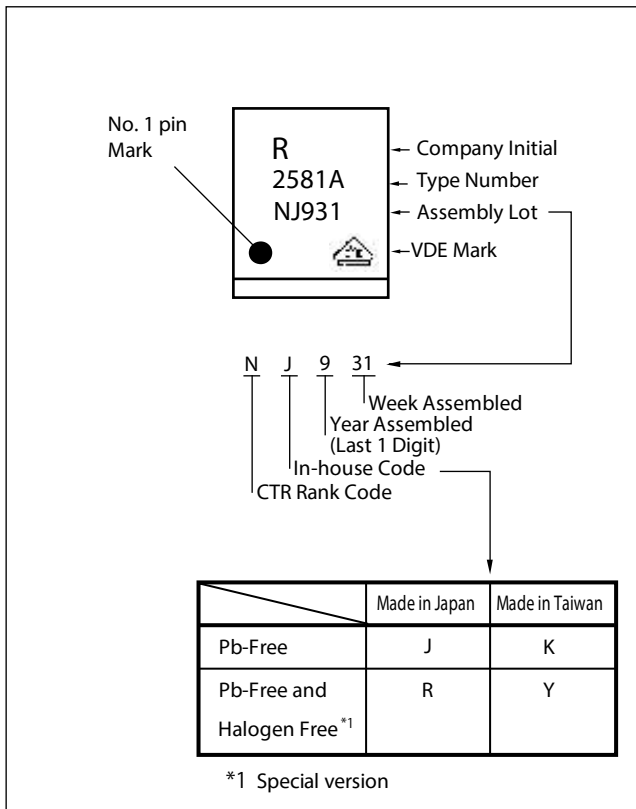 No. 1 pin
Mark
R
2581A
NJ931
Company Initial
Type Number
Assembly Lot
VDE Mark
N J 9 31
Week Assembled
Year Assembled
(Last 1 Digit)
In-house Code
CTR Rank Code
Made in Japan Made in Taiwan
Pb-Free J K
Pb-Free and R Y
Halogen Free *1
*1 Special version